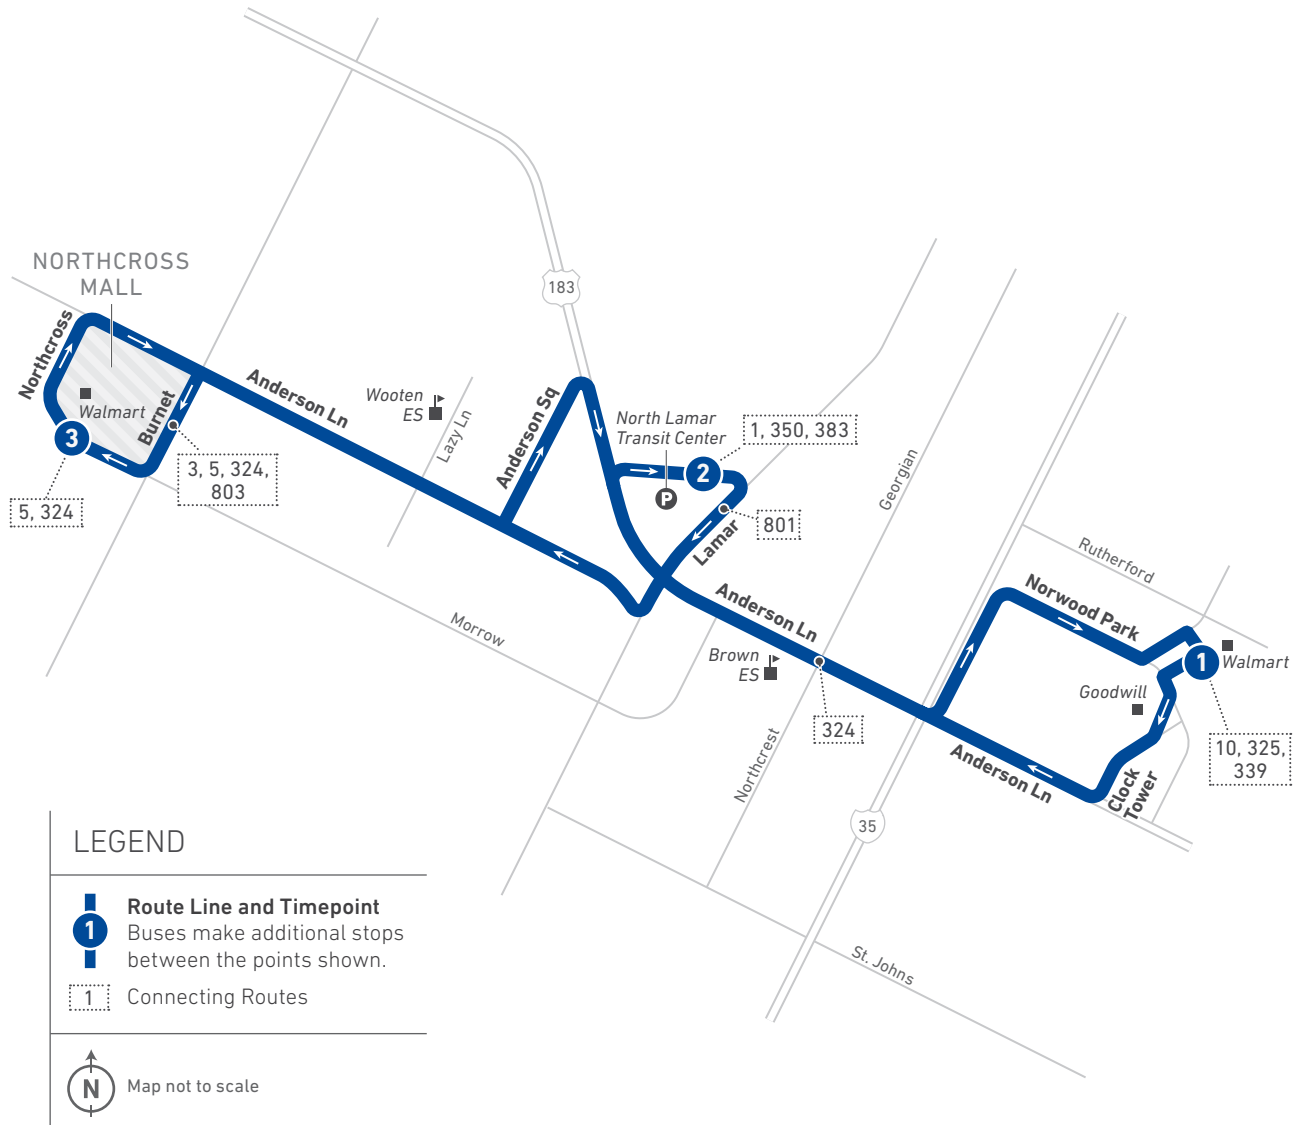 183
NORTHCROSS
MALL
Northcross
Walmart
Burnet
3
5, 324
3, 5, 324,
803
Anderson Ln
Wooten
ES
Lazy Ln
Anderson Sq
North Lamar
Transit Center
P
2
1, 350, 383
801
Lamar
Georgian
Morrow
Anderson Ln
Brown
ES
324
Northcrest
Rutherford
Norwood Park
1
Walmart
Goodwill
10, 325,
339
Anderson Ln
Clock
Tower
35
St. Johns
LEGEND
1
Route Line and Timepoint
Buses make additional stops
between the points shown.
1
Connecting Routes
N
Map not to scale